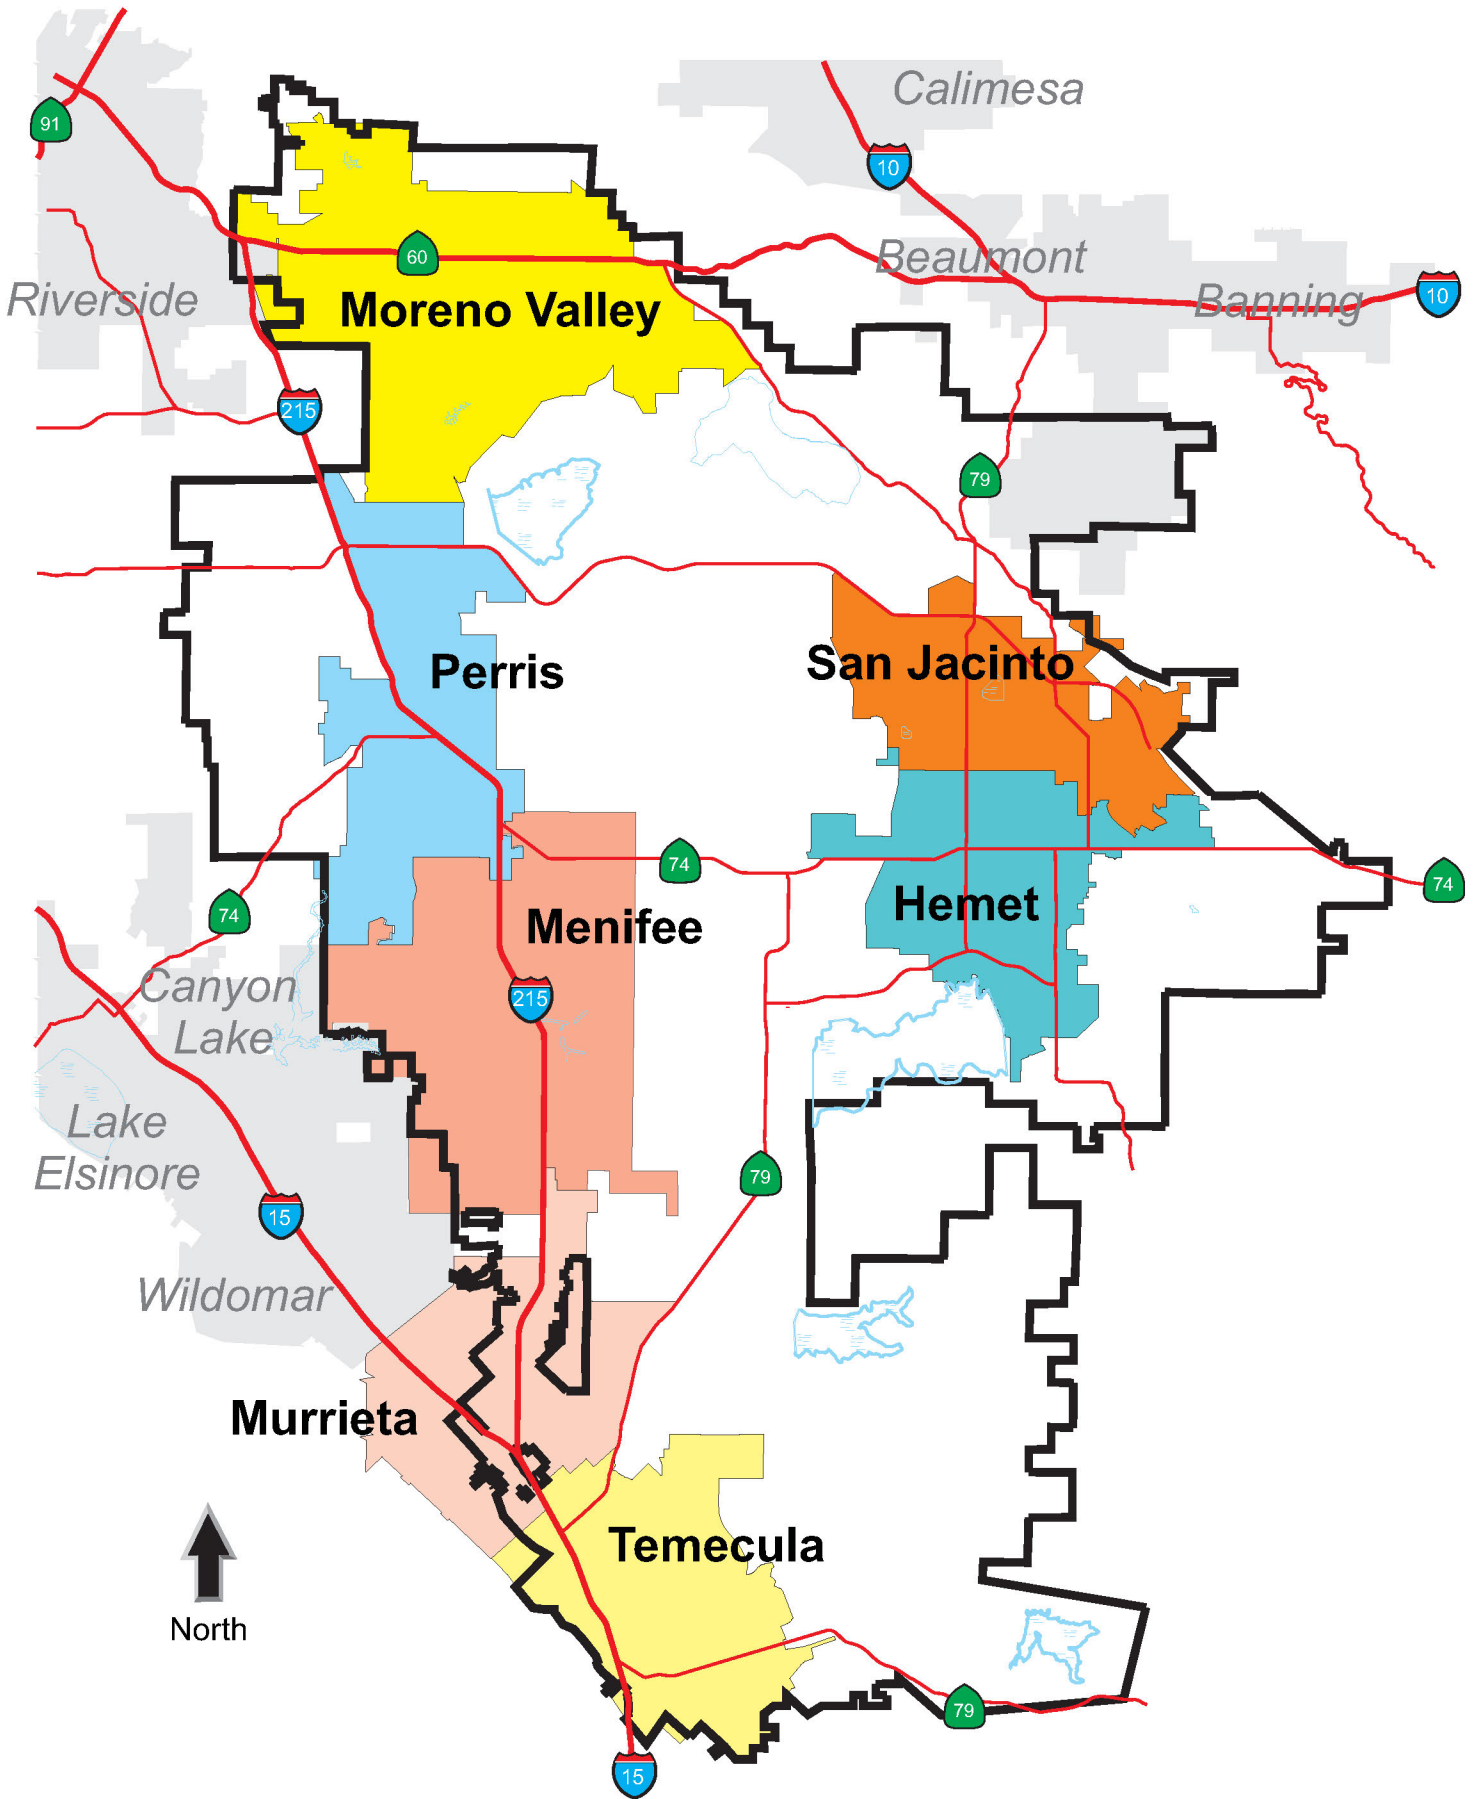 Calimesa
91
10
Beaumont
60
Riverside
Banning
10
Moreno Valley
215
79
San Jacinto
Perris
74
74
74
Hemet
Menifee
Canyon
Lake
215
Lake
Elsinore
79
15
Wildomar
Murrieta
Temecula
North
79
15